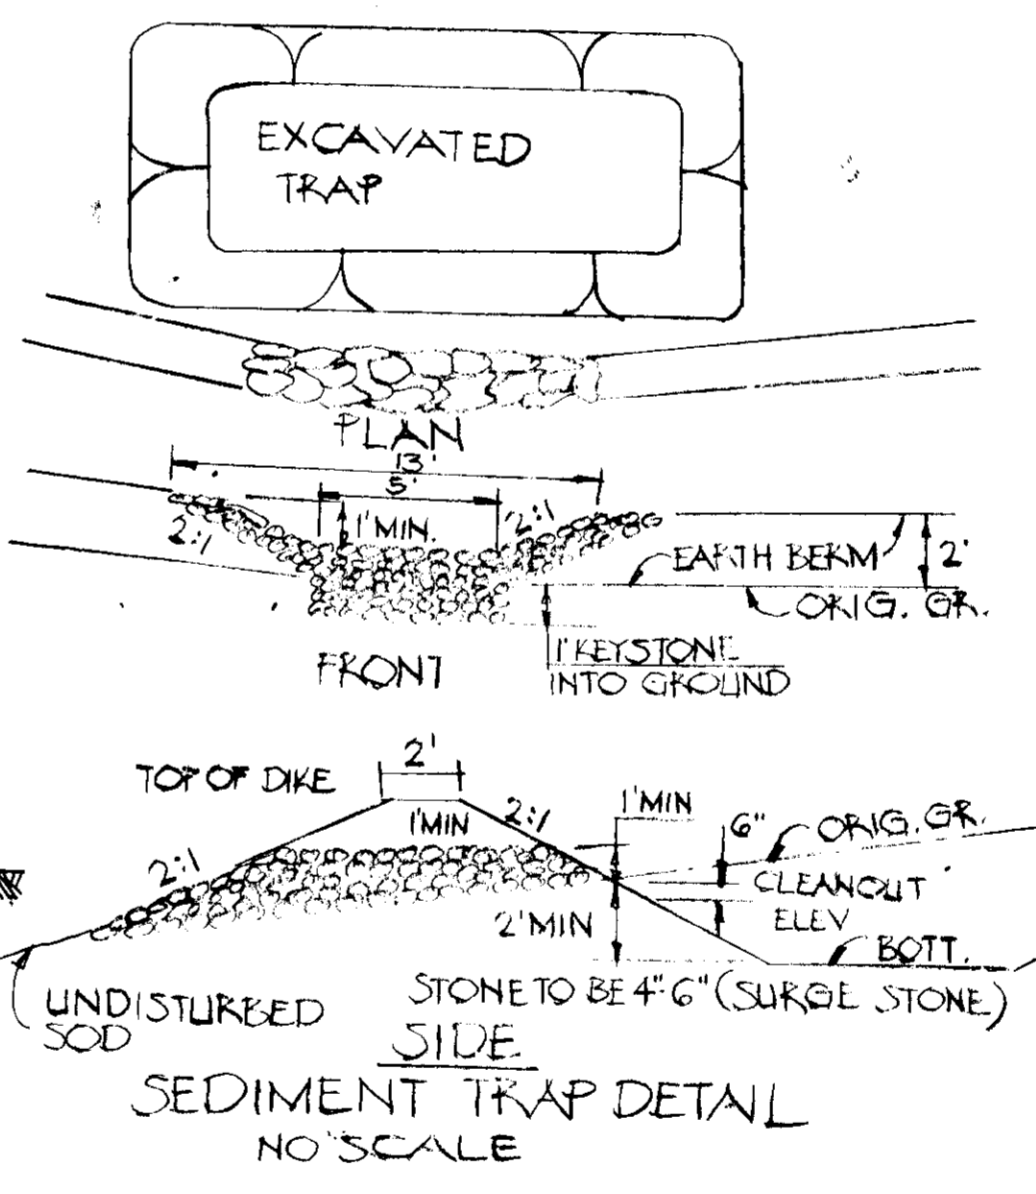 EXCAVATED
TRAP
PLAN
13'
5'
2:1
1' MIN.
2:1
EARTH BERM
2'
ORIG. GR.
1' KEYSTONE
INTO GROUND
FRONT
2'
TOP OF DIKE
1' MIN
2:1
1' MIN
6"
ORIG. GR.
2:1
CLEANOUT
ELEV
2' MIN
BOTT.
UNDISTURBED
SOD
STONE TO BE 4"-6" (SURGE STONE)
SIDE
SEDIMENT TRAP DETAIL
NO SCALE